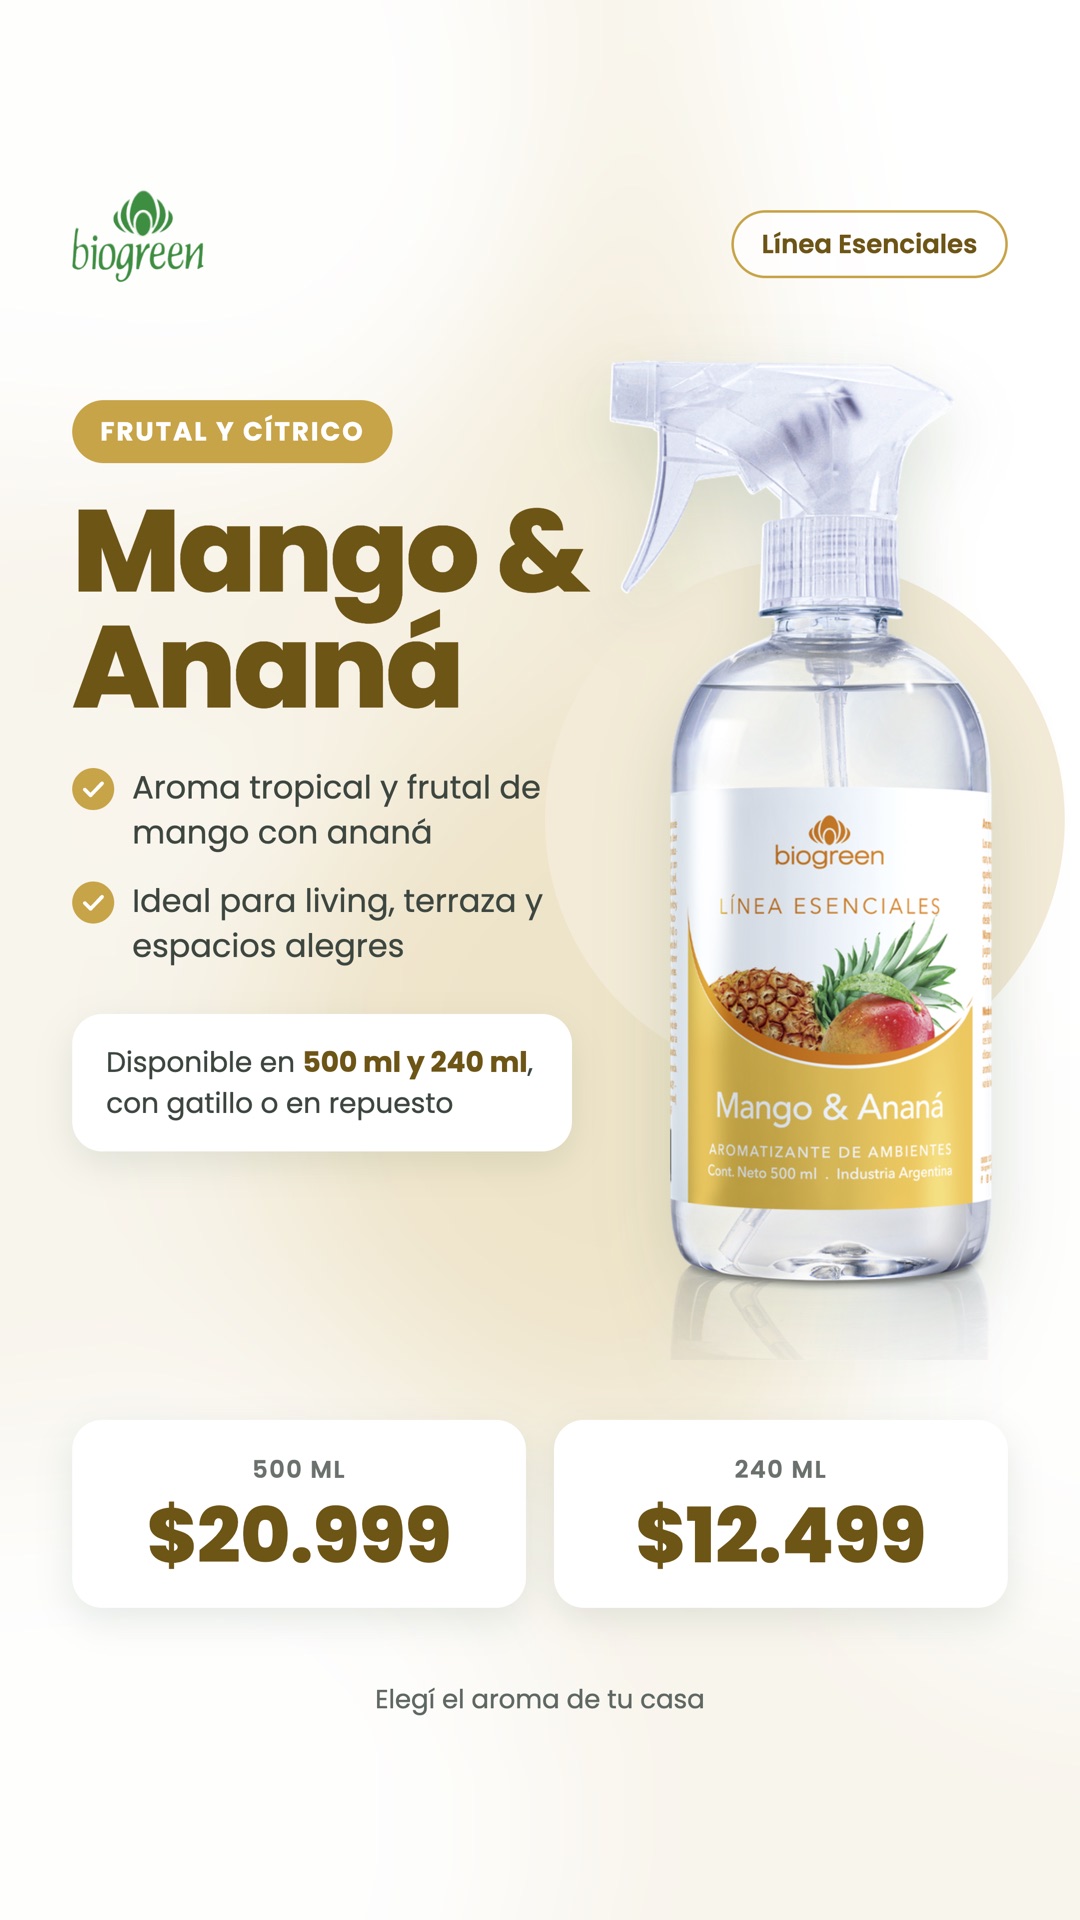 biogreen
Línea Esenciales
FRUTAL Y CÍTRICO
Mango &
Ananá
Aroma tropical y frutal de
mango con ananá
Ideal para living, terraza y
espacios alegres
Disponible en 500 ml y 240 ml,
con gatillo o en repuesto
biogreen
LÍNEA ESENCIALES
Mango & Ananá
AROMATIZANTE DE AMBIENTES
Cont. Neto 500 ml . Industria Argentina
500 ML
$20.999
240 ML
$12.499
Elegí el aroma de tu casa